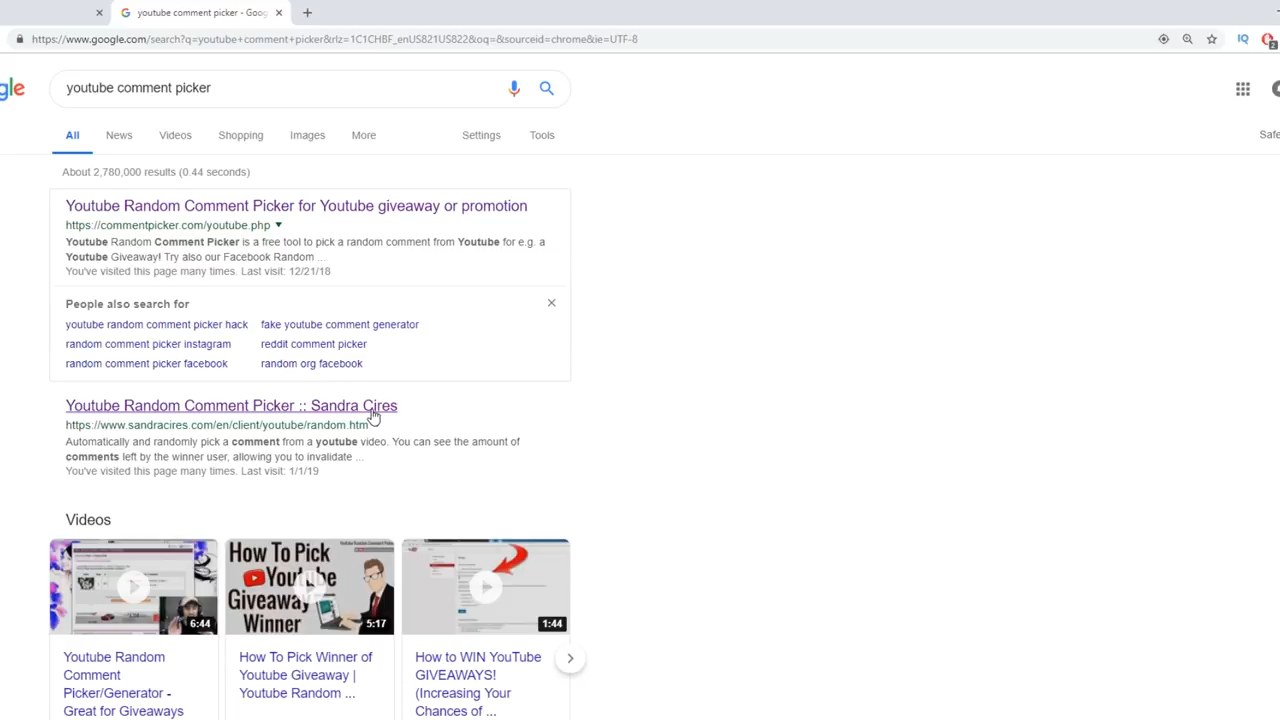 youtube comment picker - Goog
https://www.google.com/search?q=youtube+comment+picker&rlz=1C1CHBF_enUS821US822&oq=&sourceid=chrome&ie=UTF-8
IQ
2
gle
youtube comment picker
All News Videos Shopping Images More Settings Tools
Safe
About 2,780,000 results (0.44 seconds)
Youtube Random Comment Picker for Youtube giveaway or promotion
https://commentpicker.com/youtube.php
Youtube Random Comment Picker is a free tool to pick a random comment from Youtube for e.g. a
Youtube Giveaway! Try also our Facebook Random ...
You've visited this page many times. Last visit: 12/21/18
People also search for
youtube random comment picker hack fake youtube comment generator
random comment picker instagram reddit comment picker
random comment picker facebook random org facebook
Youtube Random Comment Picker :: Sandra Cires
https://www.sandracires.com/en/client/youtube/random.htm
Automatically and randomly pick a comment from a youtube video. You can see the amount of
comments left by the winner user, allowing you to invalidate ...
You've visited this page many times. Last visit: 1/1/19
Videos
6:44
How To Pick
Youtube
Giveaway
Winner
5:17
1:44
Youtube Random
Comment
Picker/Generator -
Great for Giveaways
How To Pick Winner of
Youtube Giveaway |
Youtube Random ...
How to WIN YouTube
GIVEAWAYS!
(Increasing Your
Chances of ...